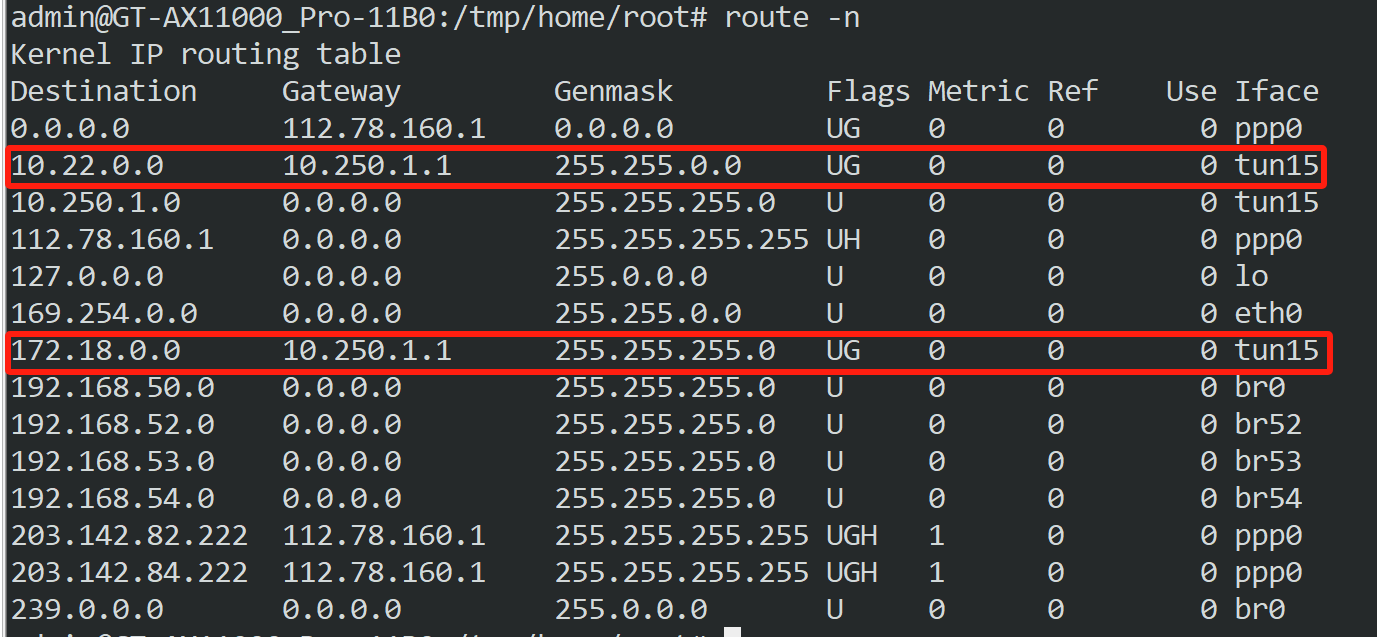 admin@GT-AX11000_Pro-11B0:/tmp/home/root# route -n
Kernel IP routing table
Destination     Gateway         Genmask         Flags Metric Ref    Use Iface
0.0.0.0         112.78.160.1    0.0.0.0         UG    0      0        0 ppp0
10.22.0.0       10.250.1.1      255.255.0.0     UG    0      0        0 tun15
10.250.1.0      0.0.0.0         255.255.255.0   U     0      0        0 tun15
112.78.160.1    0.0.0.0         255.255.255.255 UH    0      0        0 ppp0
127.0.0.0       0.0.0.0         255.0.0.0       U     0      0        0 lo
169.254.0.0     0.0.0.0         255.255.0.0     U     0      0        0 eth0
172.18.0.0      10.250.1.1      255.255.255.0   UG    0      0        0 tun15
192.168.50.0    0.0.0.0         255.255.255.0   U     0      0        0 br0
192.168.52.0    0.0.0.0         255.255.255.0   U     0      0        0 br52
192.168.53.0    0.0.0.0         255.255.255.0   U     0      0        0 br53
192.168.54.0    0.0.0.0         255.255.255.0   U     0      0        0 br54
203.142.82.222  112.78.160.1    255.255.255.255 UGH   1      0        0 ppp0
203.142.84.222  112.78.160.1    255.255.255.255 UGH   1      0        0 ppp0
239.0.0.0       0.0.0.0         255.0.0.0       U     0      0        0 br0